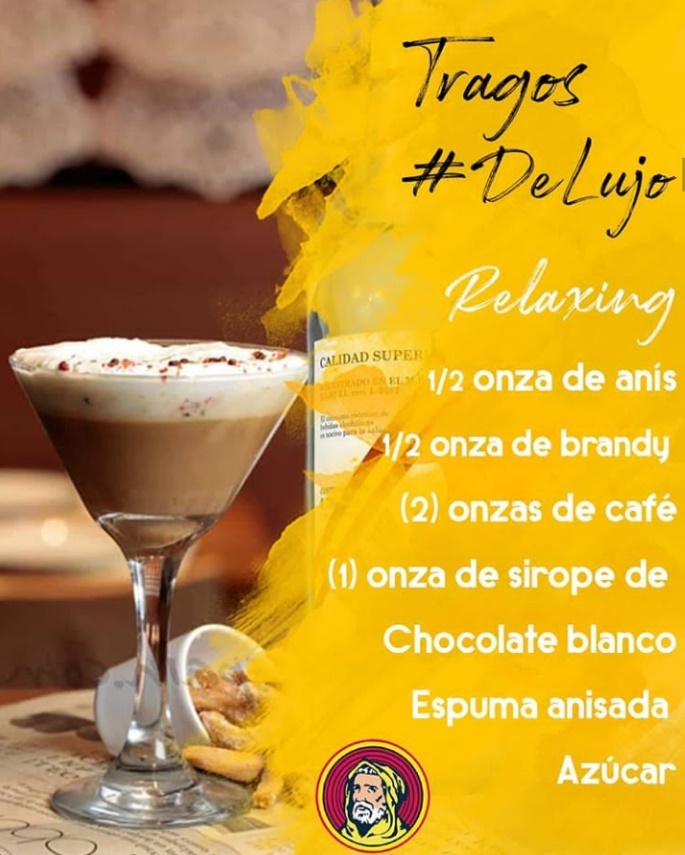 Tragos
#DeLujo
Relaxing
CALIDAD SUPER
1/2 onza de anís
1/2 onza de brandy
(2) onzas de café
(1) onza de sirope de
Chocolate blanco
Espuma anisada
Azúcar